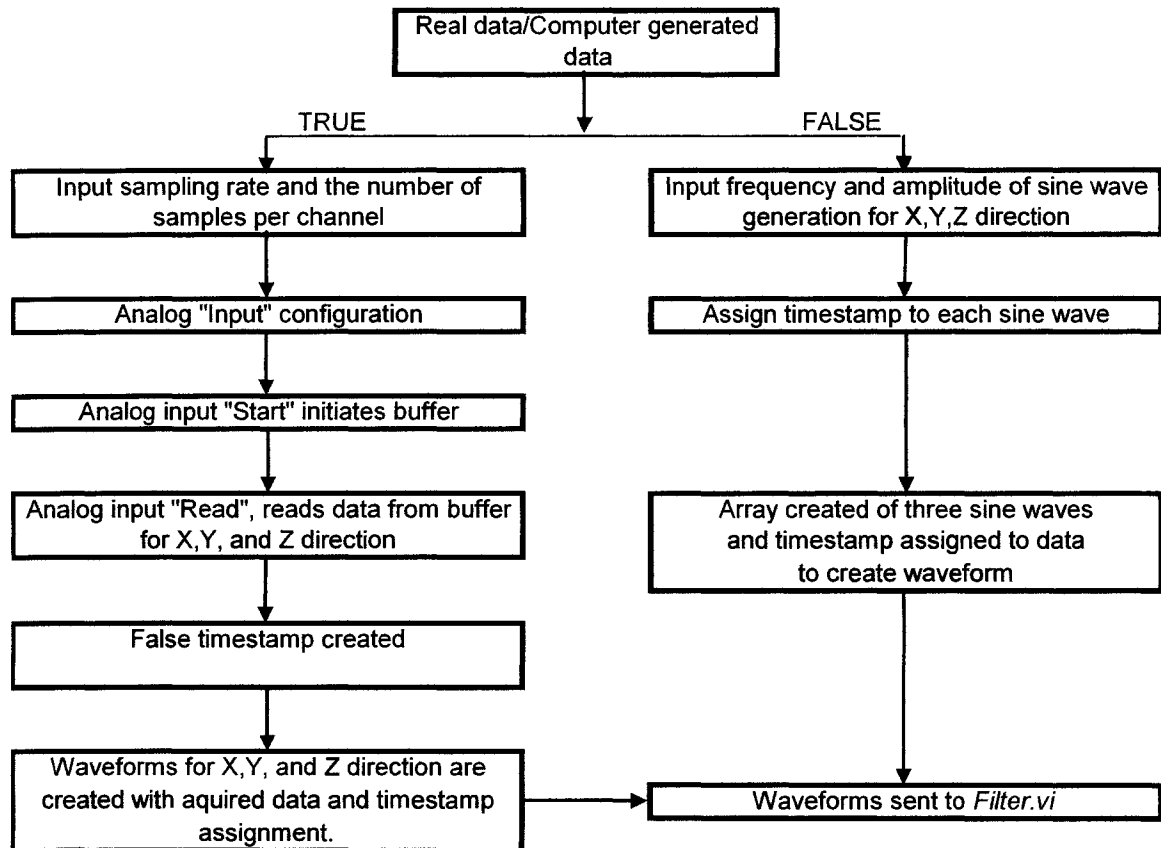 Real data/Computer generated
data
TRUE
FALSE
Input sampling rate and the number of
samples per channel
Analog "Input" configuration
Analog input "Start" initiates buffer
Analog input "Read", reads data from buffer
for X,Y, and Z direction
False timestamp created
Waveforms for X,Y, and Z direction are
created with aquired data and timestamp
assignment.
Input frequency and amplitude of sine wave
generation for X,Y,Z direction
Assign timestamp to each sine wave
Array created of three sine waves
and timestamp assigned to data
to create waveform
Waveforms sent to Filter.vi